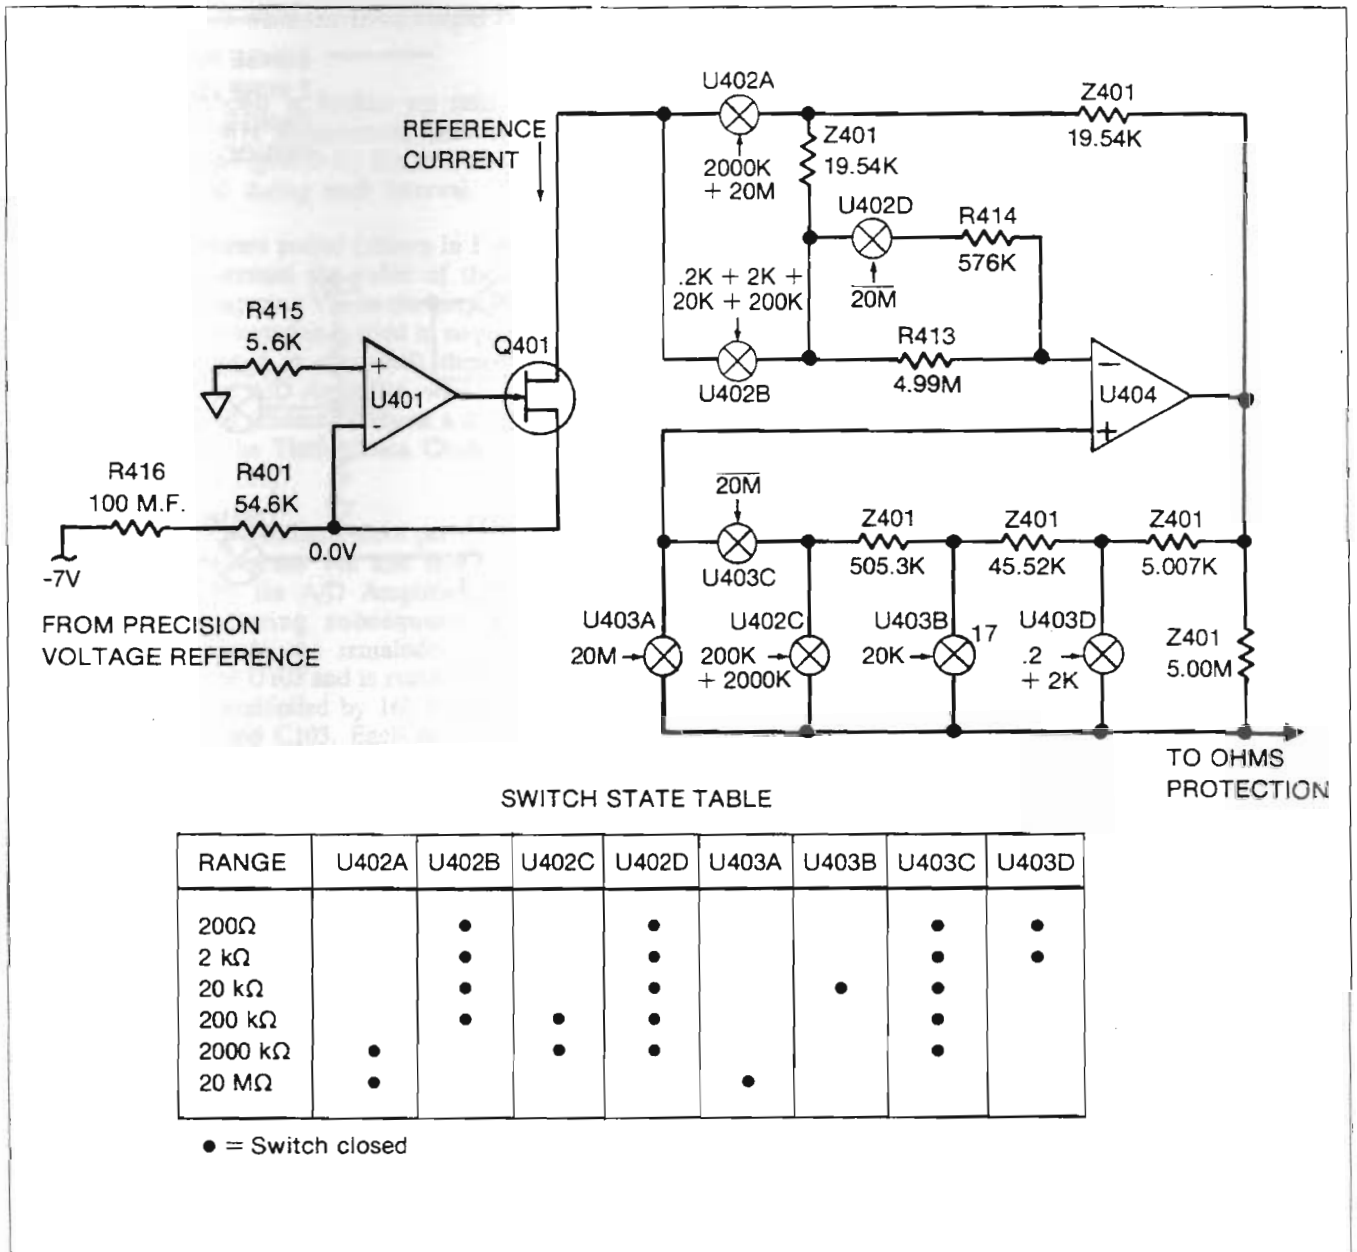 U402A
2000K
+ 20M
Z401
19.54K
Z401
19.54K
REFERENCE
CURRENT
U402D
20M
R414
576K
.2K + 2K +
20K + 200K
U402B
R413
4.99M
R415
5.6K
U401
+
-
Q401
U404
−
+
R416
100 M.F.
R401
54.6K
0.0V
-7V
FROM PRECISION
VOLTAGE REFERENCE
20M
U403C
Z401
505.3K
Z401
45.52K
Z401
5.007K
U403A
20M
U402C
200K
+ 2000K
U403B
20K
17
U403D
.2
+ 2K
Z401
5.00M
TO OHMS
PROTECTION
SWITCH STATE TABLE
RANGE U402A U402B U402C U402D U403A U403B U403C U403D
200Ω ● ● ● ●
2 kΩ ● ● ● ●
20 kΩ ● ● ● ●
200 kΩ ● ● ● ●
2000 kΩ ● ● ● ●
20 MΩ ● ●
● = Switch closed